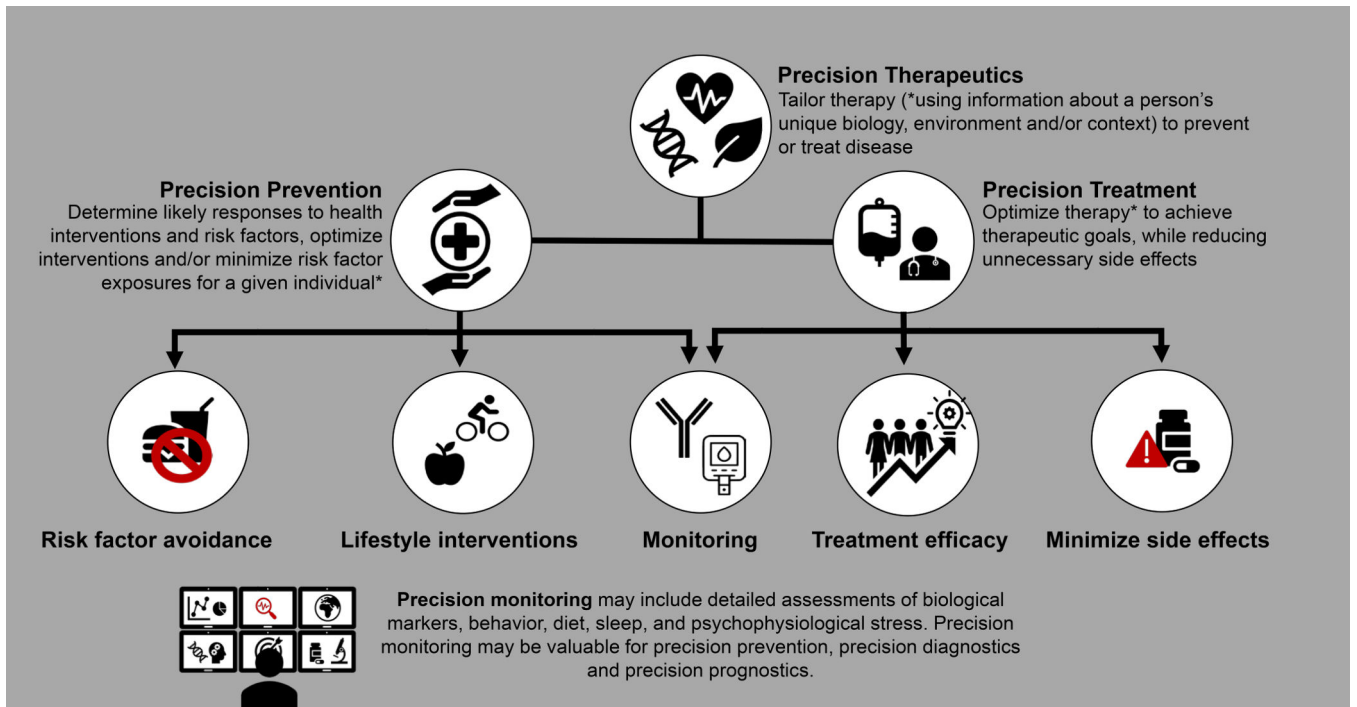 Precision Therapeutics
Tailor therapy (*using information about a person's
unique biology, environment and/or context) to prevent
or treat disease
Precision Prevention
Determine likely responses to health
interventions and risk factors, optimize
interventions and/or minimize risk factor
exposures for a given individual*
Precision Treatment
Optimize therapy* to achieve
therapeutic goals, while reducing
unnecessary side effects
Risk factor avoidance
Lifestyle interventions
Monitoring
Treatment efficacy
Minimize side effects
Precision monitoring may include detailed assessments of biological
markers, behavior, diet, sleep, and psychophysiological stress. Precision
monitoring may be valuable for precision prevention, precision diagnostics
and precision prognostics.